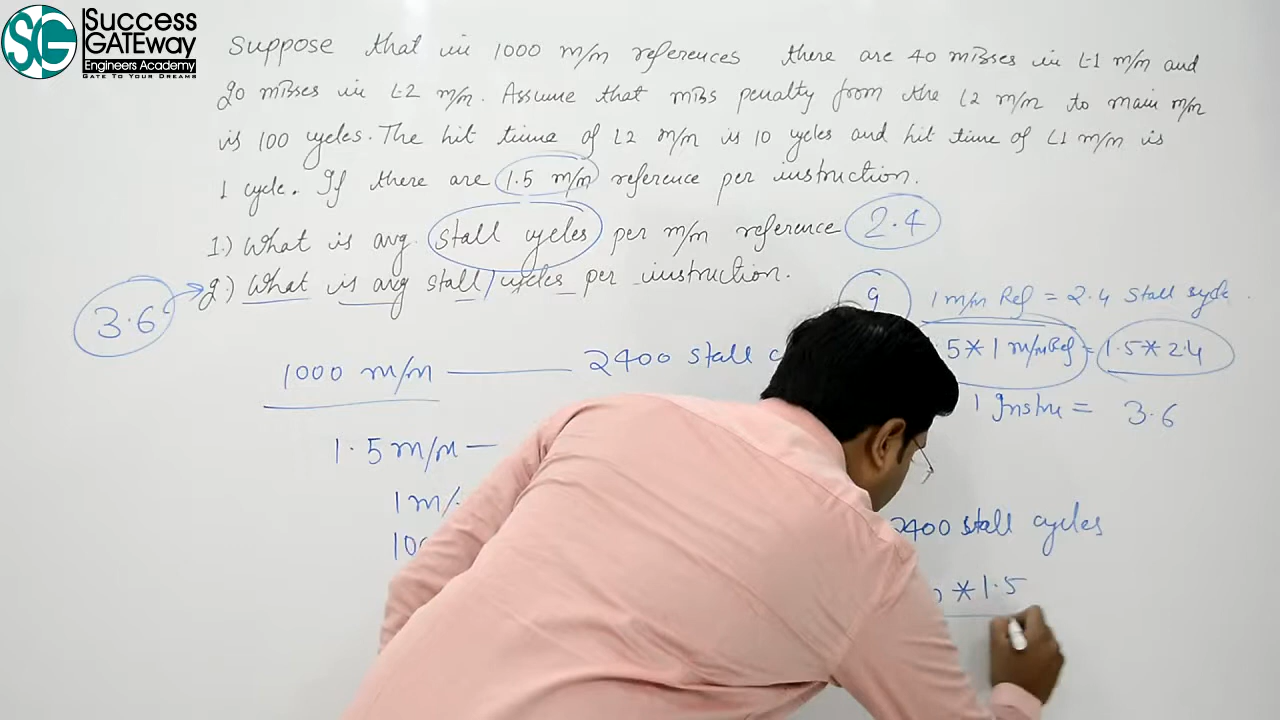 Success
GATEway
Engineers Academy
GATE TO YOUR DREAMS
Suppose that in 1000 m/m references there are 40 misses in L-1 m/m and
20 misses in L2 m/m. Assume that miss penalty from the L2 m/m to main m/m
is 100 cycles. The hit time of L2 m/m is 10 cycles and hit time of L1 m/m is
1 cycle. If there are 1.5 m/m reference per instruction.
1.) What is avg. stall cycles per m/m reference 2.4
2.) What is avg stall cycles per instruction.
3.6
1 m/m Ref = 2.4 Stall sycle.
5 * 1 m/m Ref = 1.5 * 2.4
1 Instru = 3.6
1000 m/m 2400 stall
1.5 m/m
1 m/
2400 stall cycles
* 1.5